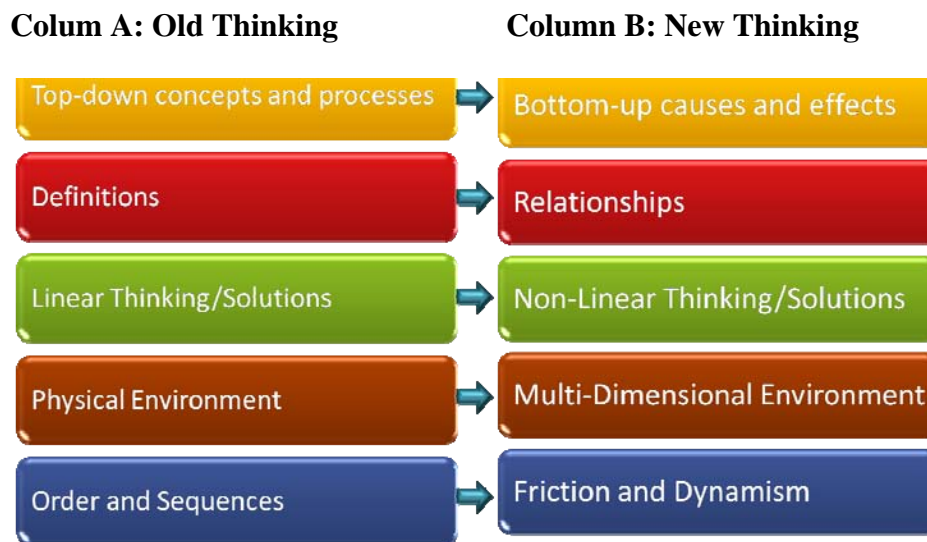 Colum A: Old Thinking Column B: New Thinking
Top-down concepts and processes Bottom-up causes and effects
Definitions Relationships
Linear Thinking/Solutions Non-Linear Thinking/Solutions
Physical Environment Multi-Dimensional Environment
Order and Sequences Friction and Dynamism